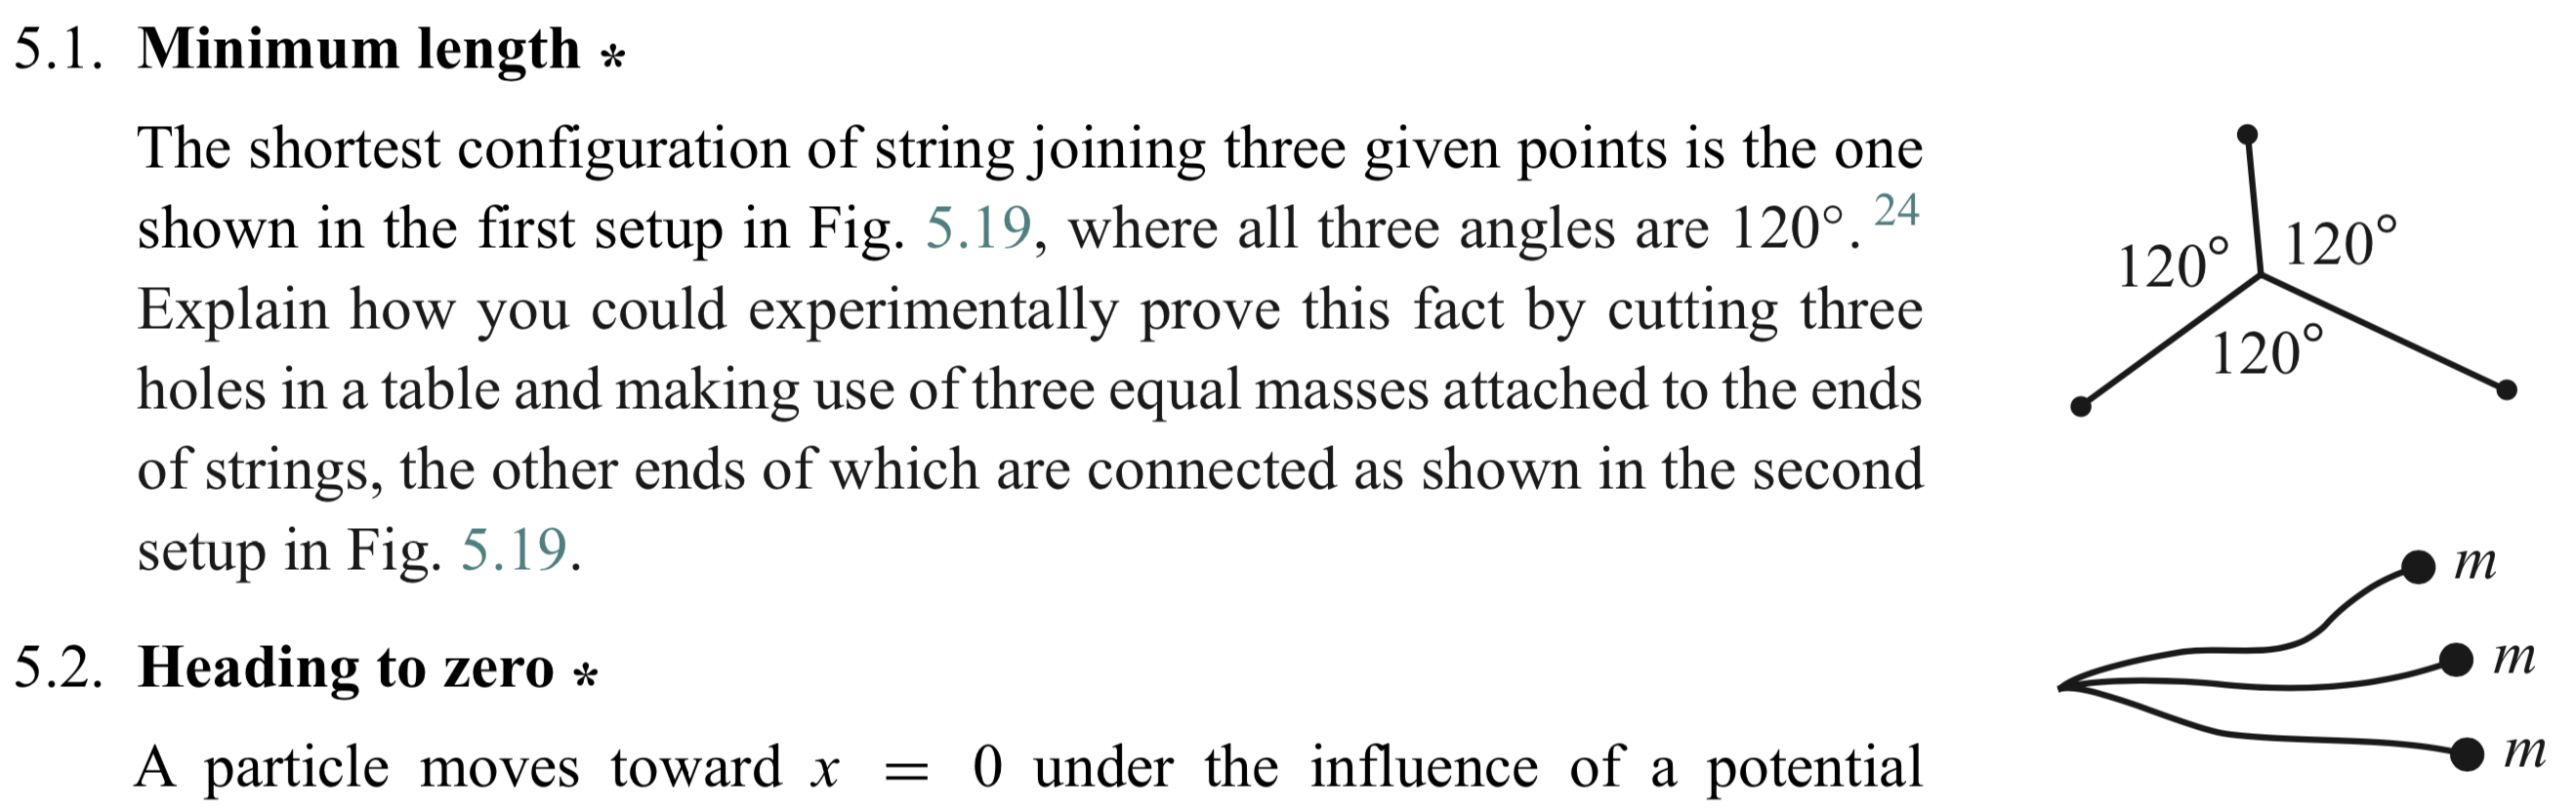 5.1. Minimum length *
The shortest configuration of string joining three given points is the one
shown in the first setup in Fig. 5.19, where all three angles are 120°. 24
Explain how you could experimentally prove this fact by cutting three
holes in a table and making use of three equal masses attached to the ends
of strings, the other ends of which are connected as shown in the second
setup in Fig. 5.19.
5.2. Heading to zero *
A particle moves toward x = 0 under the influence of a potential
120° 120°
120°
m
m
m